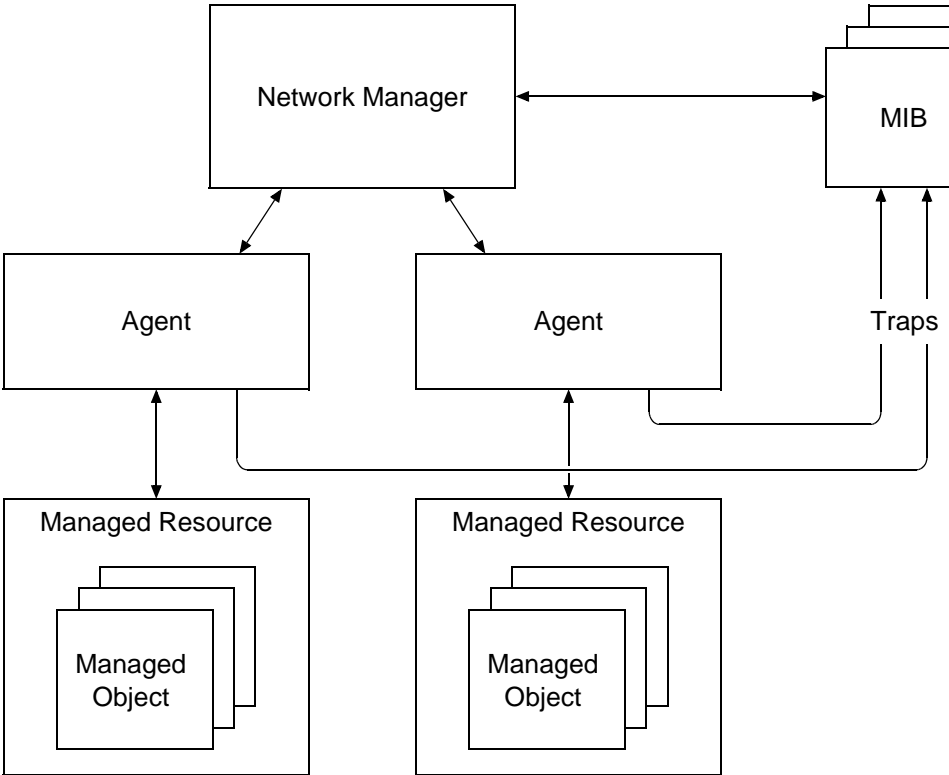 Network Manager
MIB
Agent
Agent
Traps
Managed Resource
Managed Resource
Managed
Object
Managed
Object